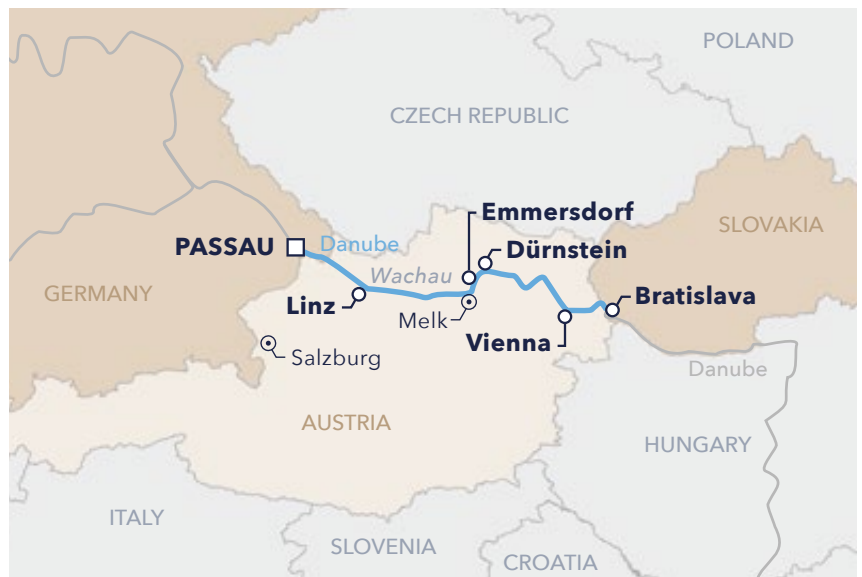 POLAND
CZECH REPUBLIC
Emmersdorf
SLOVAKIA
PASSAU
Danube
Dürnstein
Wachau
GERMANY
Linz
Bratislava
Melk
Vienna
Salzburg
Danube
AUSTRIA
HUNGARY
ITALY
SLOVENIA
CROATIA